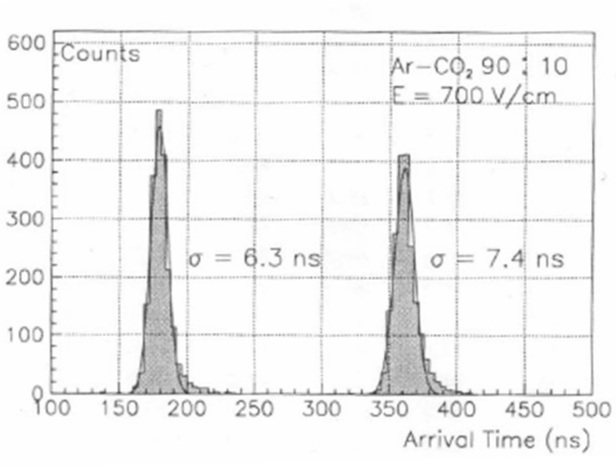 600
Counts
Ar-CO₂ 90 : 10
500
E = 700 V/cm
400
300
σ = 6.3 ns
σ = 7.4 ns
200
100
0
100 150 200 250 300 350 400 450 500
Arrival Time (ns)